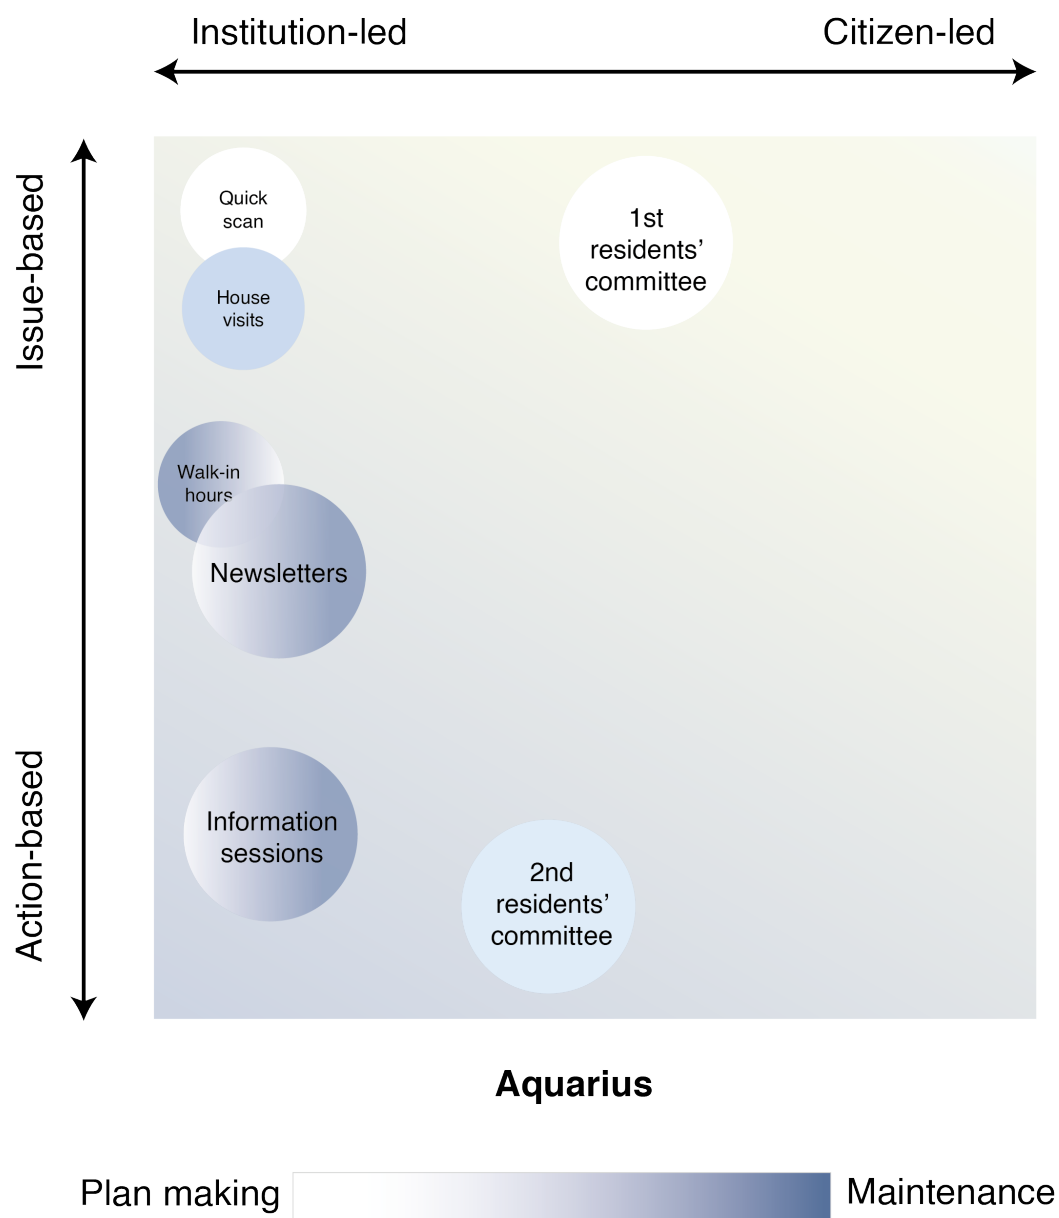 Institution-led
Citizen-led
Issue-based
Action-based
Quick
scan
House
visits
1st
residents’
committee
Walk-in
hours
Newsletters
Information
sessions
2nd
residents’
committee
Aquarius
Plan making
Maintenance